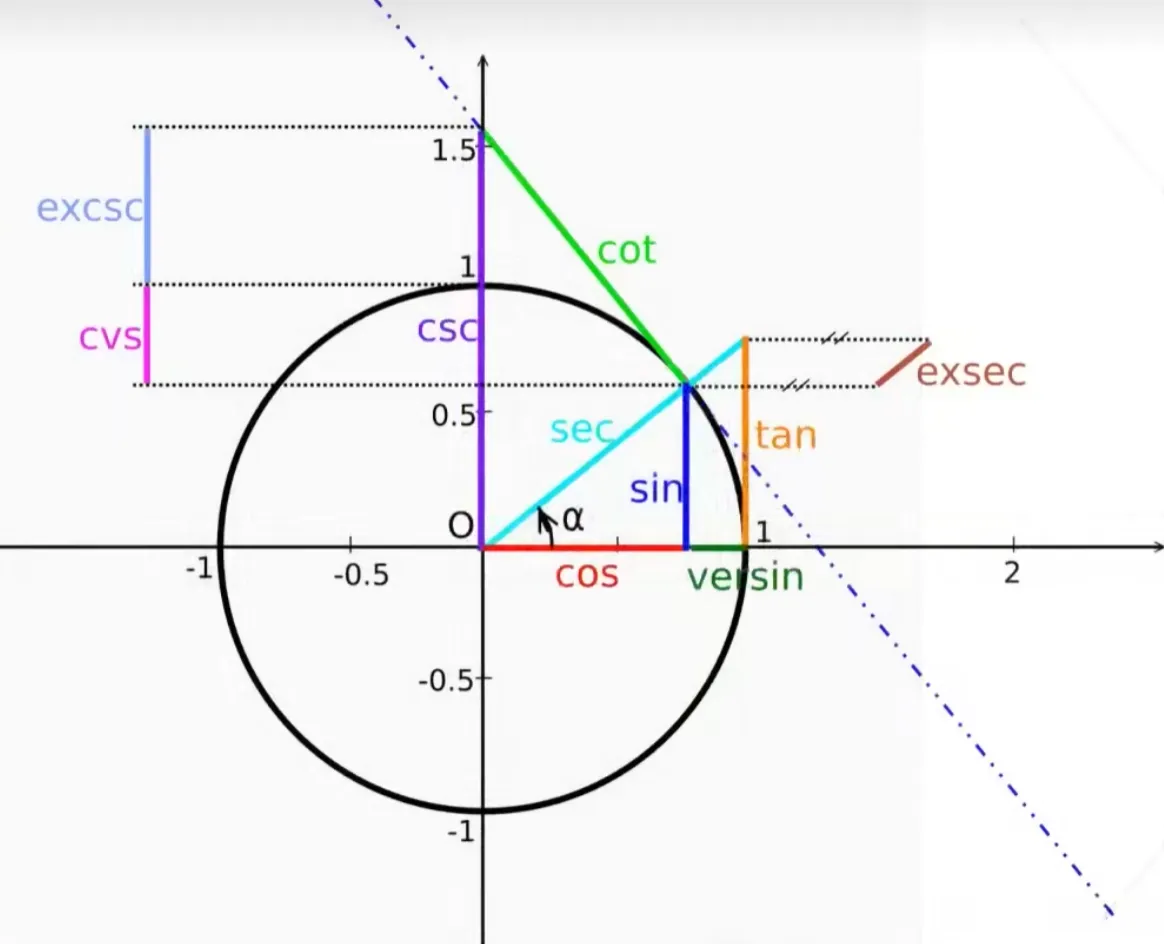 1.5
excsc
cot
1
cvs
csc
exsec
0.5
sec
tan
sin
O
α
1
-1
-0.5
cos
versin
2
-0.5
-1